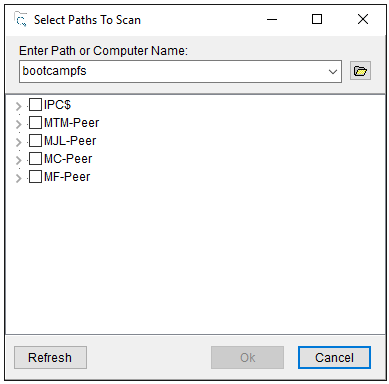 Select Paths To Scan
Enter Path or Computer Name:
bootcampfs
IPC$
MTM-Peer
MJL-Peer
MC-Peer
MF-Peer
Refresh
Ok
Cancel